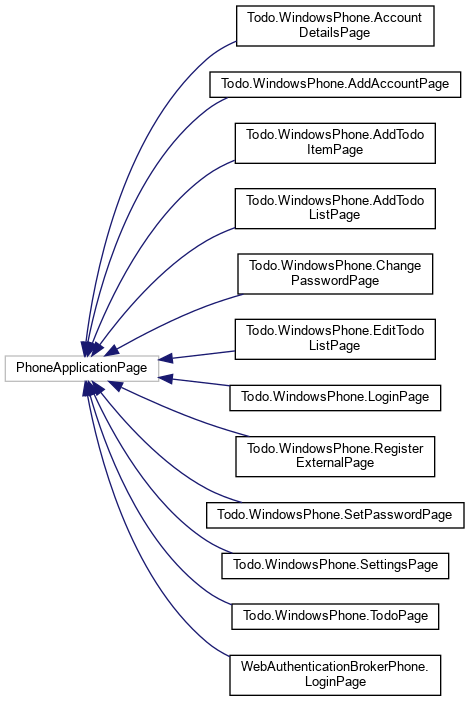 Todo.WindowsPhone.Account
DetailsPage
Todo.WindowsPhone.AddAccountPage
Todo.WindowsPhone.AddTodo
ItemPage
Todo.WindowsPhone.AddTodo
ListPage
Todo.WindowsPhone.Change
PasswordPage
Todo.WindowsPhone.EditTodo
ListPage
PhoneApplicationPage
Todo.WindowsPhone.LoginPage
Todo.WindowsPhone.Register
ExternalPage
Todo.WindowsPhone.SetPasswordPage
Todo.WindowsPhone.SettingsPage
Todo.WindowsPhone.TodoPage
WebAuthenticationBrokerPhone.
LoginPage